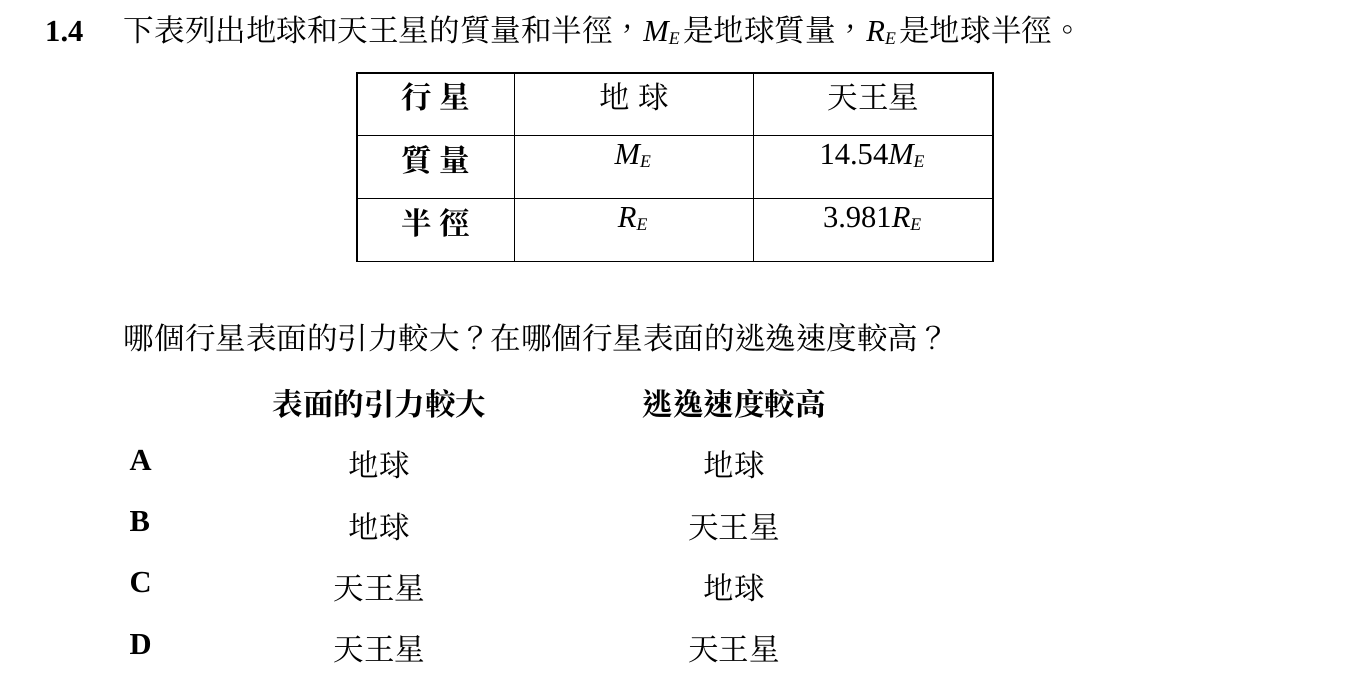 1.4 下表列出地球和天王星的質量和半徑，ME是地球質量，RE是地球半徑。
行 星 地 球 天王星
質 量 ME 14.54ME
半 徑 RE 3.981RE
哪個行星表面的引力較大？在哪個行星表面的逃逸速度較高？
表面的引力較大 逃逸速度較高
A 地球 地球
B 地球 天王星
C 天王星 地球
D 天王星 天王星